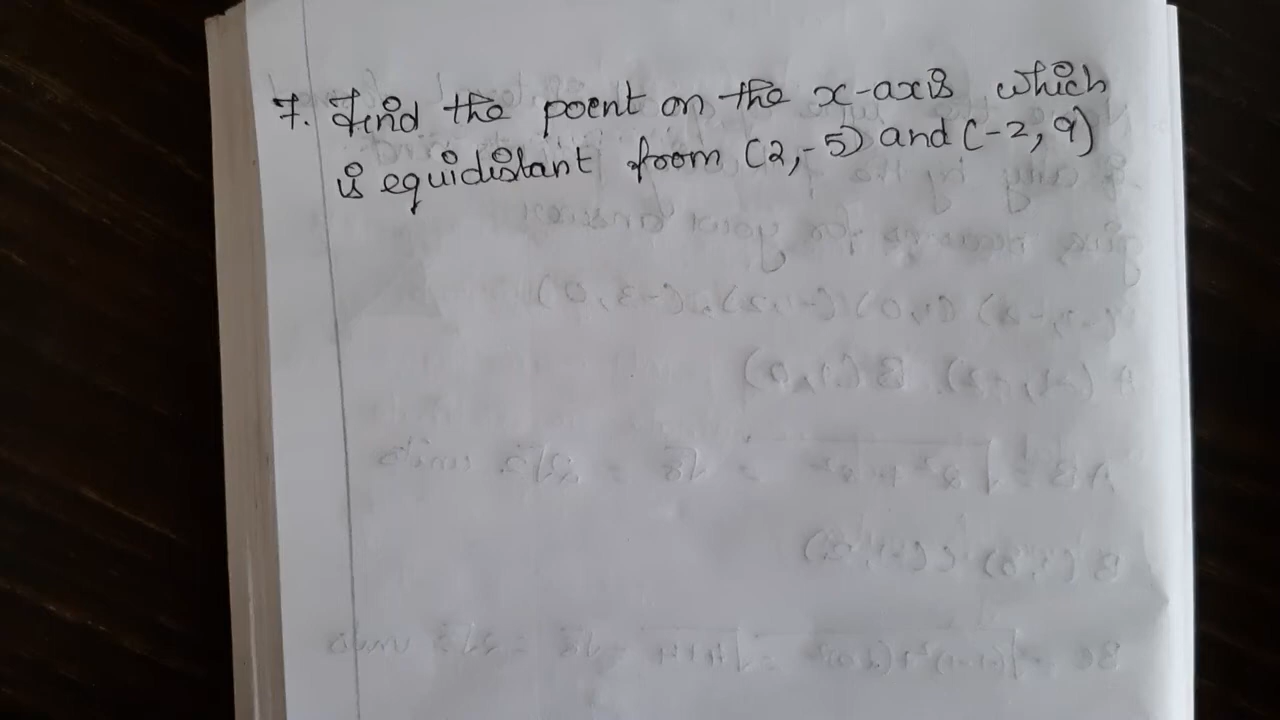 7. Find the point on the x-axis which
is equidistant from (2,-5) and (-2, 9)